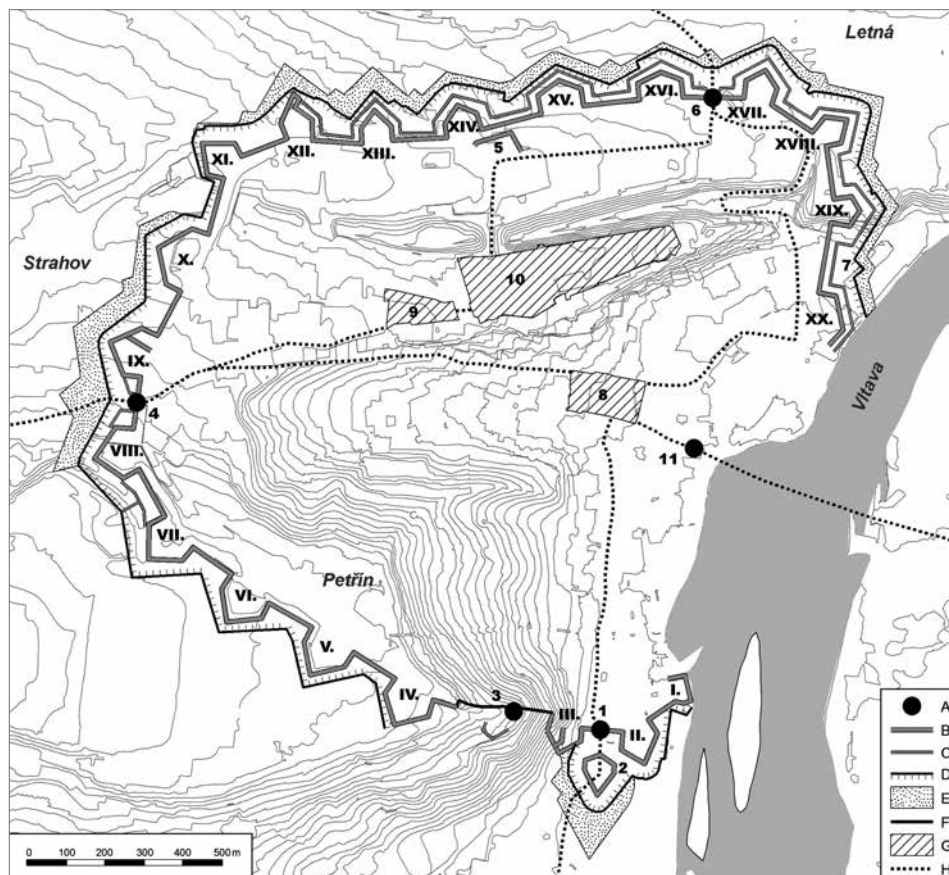 Letná
XVI.
XV.
6
XVII.
XIV.
5
XVIII.
XI.
XII.
XIII.
XIX.
Strahov
X.
7
10
9
XX.
IX.
Vltava
8
4
11
VIII.
VII.
Petřín
VI.
V.
I.
IV.
3
III.
1
II.
2
A
B
C
D
E
F
G
H
0 100 200 300 400 500 m